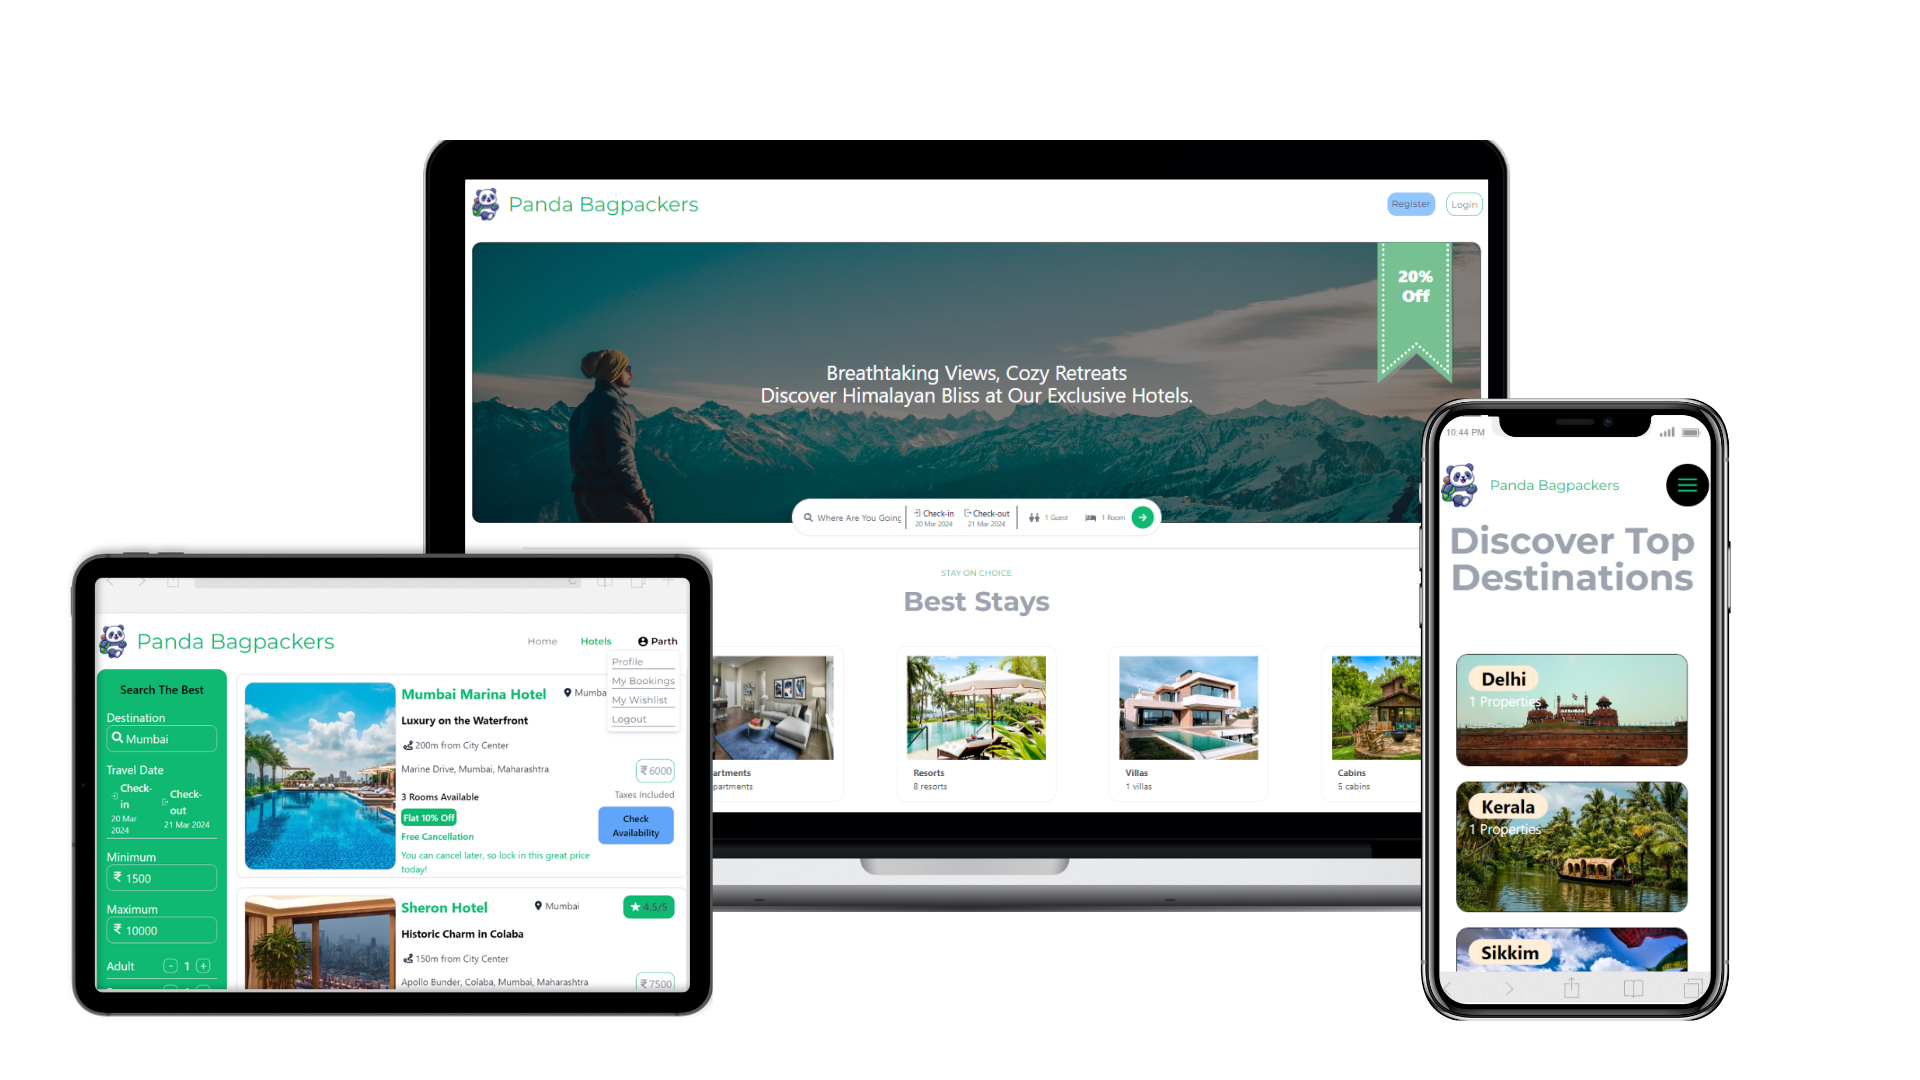 Panda Bagpackers
Register
Login
20%
Off
Breathtaking Views, Cozy Retreats
Discover Himalayan Bliss at Our Exclusive Hotels.
Where Are You Going
Check-in
20 Mar 2024
Check-out
21 Mar 2024
1 Guest
1 Room
STAY ON CHOICE
Best Stays
artments
partments
Resorts
8 resorts
Villas
1 villas
Cabins
5 cabins
Panda Bagpackers
Home
Hotels
Parth
Profile
My Bookings
My Wishlist
Logout
Search The Best
Destination
Mumbai
Travel Date
Check-
in
20 Mar
2024
Check-
out
21 Mar 2024
Minimum
₹ 1500
Maximum
₹ 10000
Adult
- 1 +
Mumbai Marina Hotel
Mumba
Luxury on the Waterfront
200m from City Center
Marine Drive, Mumbai, Maharashtra
₹ 6000
3 Rooms Available
Taxes Included
Flat 10% Off
Check
Availability
Free Cancellation
You can cancel later, so lock in this great price
today!
Sheron Hotel
Mumbai
4.5/5
Historic Charm in Colaba
150m from City Center
Apollo Bunder, Colaba, Mumbai, Maharashtra
₹ 7500
10:44 PM
Panda Bagpackers
Discover Top
Destinations
Delhi
1 Properties
Kerala
1 Properties
Sikkim